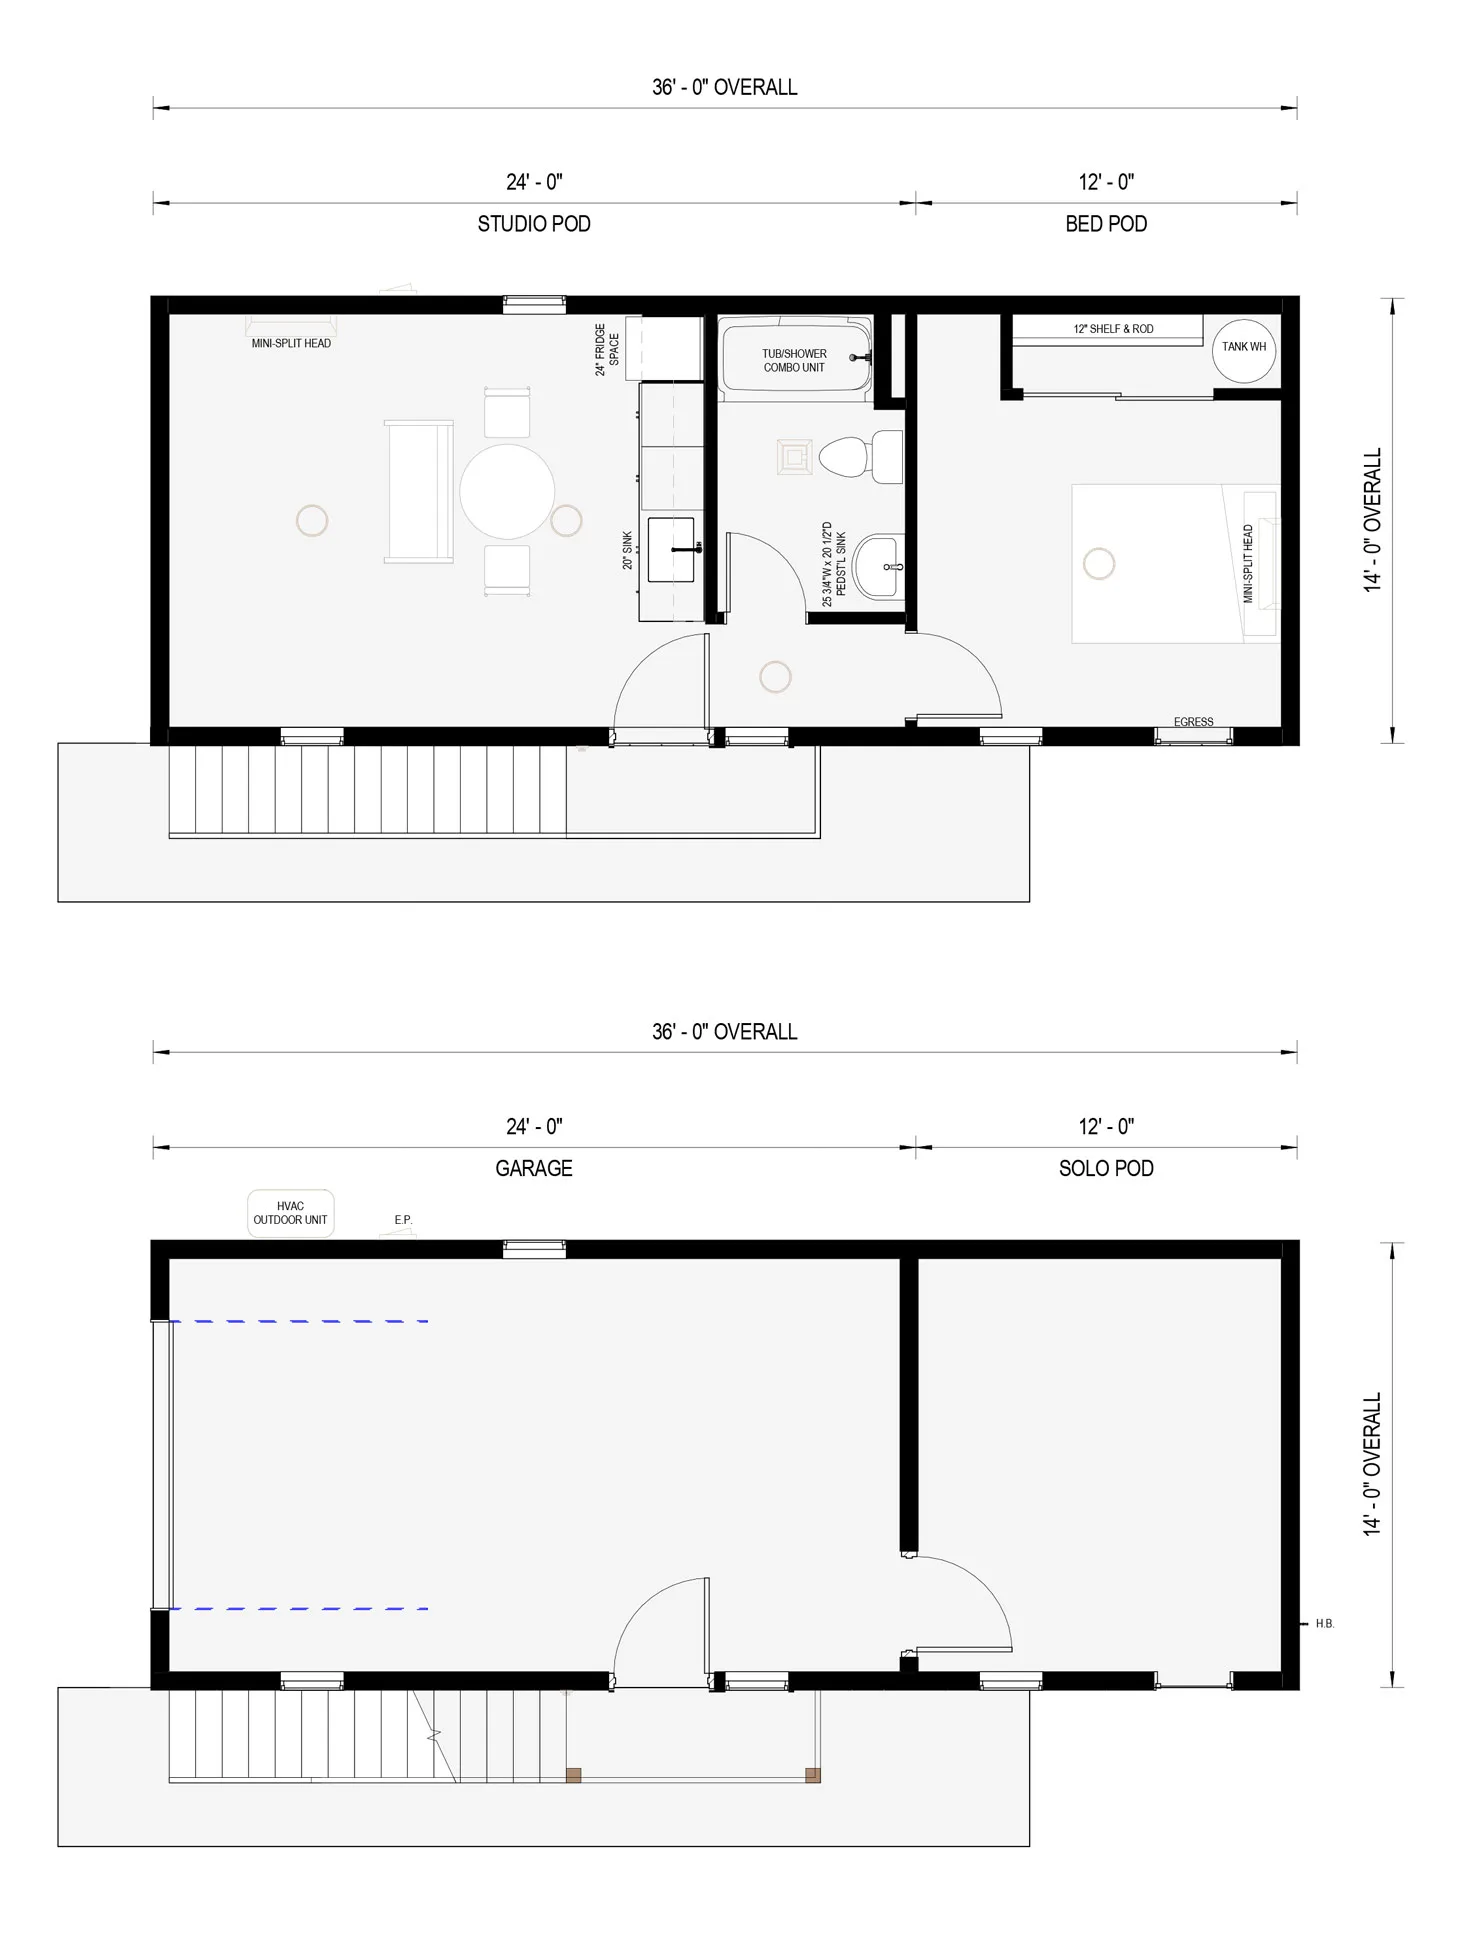 36' - 0" OVERALL
24' - 0"
12' - 0"
STUDIO POD
BED POD
MINI-SPLIT HEAD
24" FRIDGE
SPACE
TUB/SHOWER
COMBO UNIT
12" SHELF & ROD
TANK WH
20" SINK
25 3/4"W x 20 1/2"D
PEDST'L SINK
MINI-SPLIT HEAD
EGRESS
14' - 0" OVERALL
36' - 0" OVERALL
24' - 0"
12' - 0"
GARAGE
SOLO POD
HVAC
OUTDOOR UNIT
E.P.
14' - 0" OVERALL
H.B.